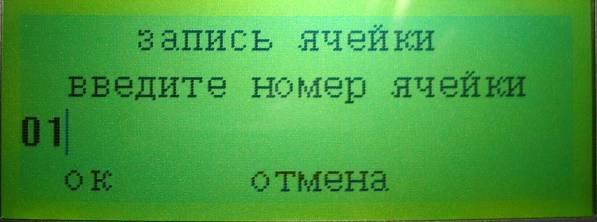 запись ячейки
введите номер ячейки
01
ок отмена